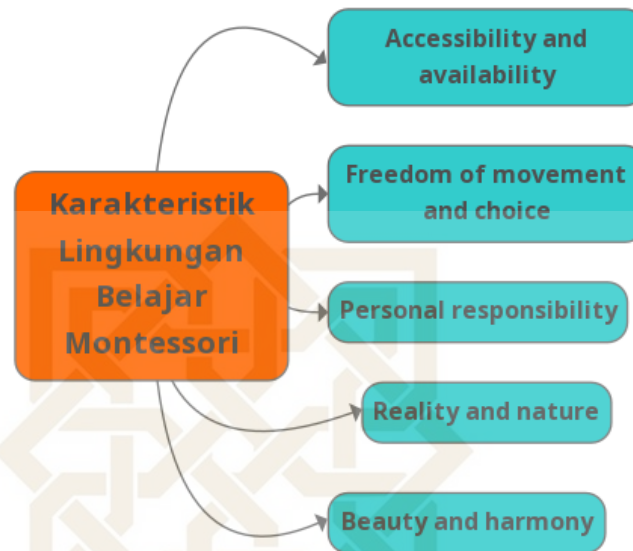 Accessibility and
availability
Freedom of movement
and choice
Karakteristik
Lingkungan
Belajar
Montessori
Personal responsibility
Reality and nature
Beauty and harmony